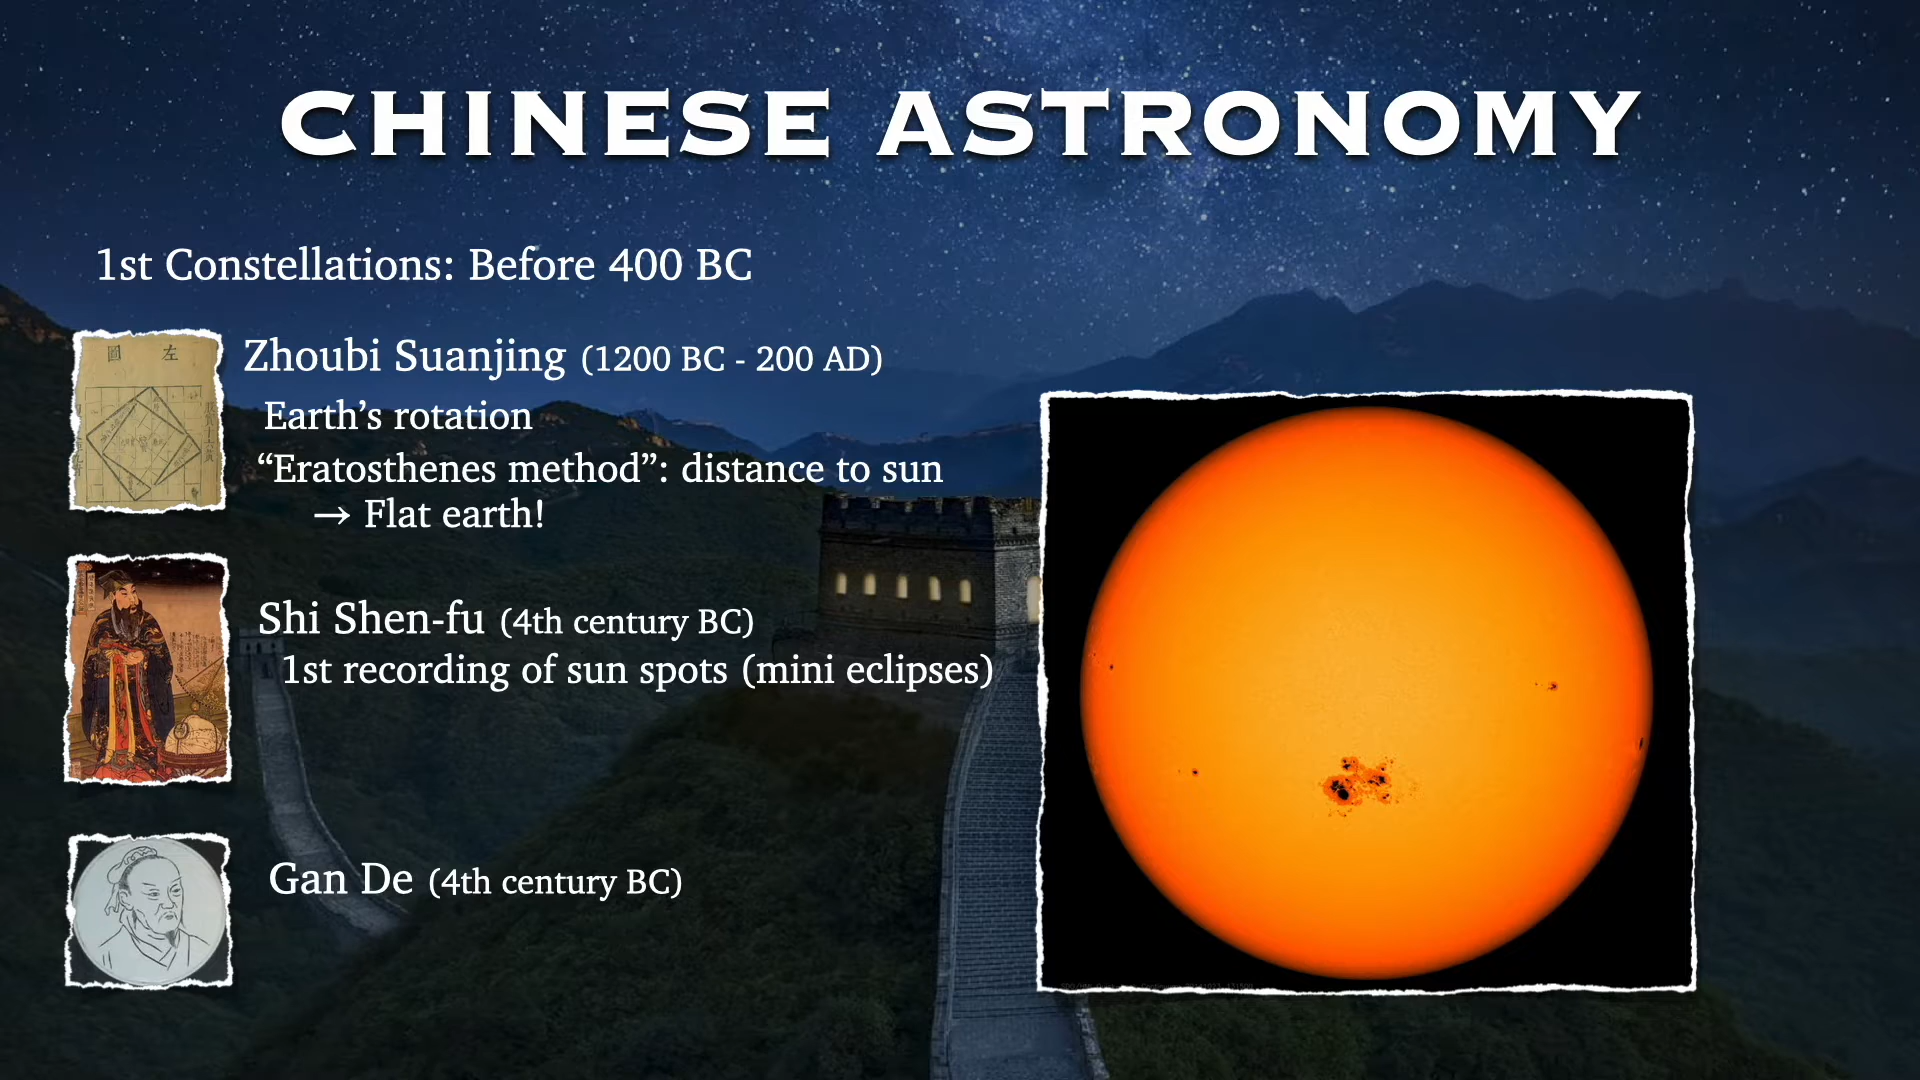 CHINESE ASTRONOMY
1st Constellations: Before 400 BC
圖 左
Zhoubi Suanjing (1200 BC - 200 AD)
Earth’s rotation
“Eratosthenes method”: distance to sun
→ Flat earth!
Shi Shen-fu (4th century BC)
1st recording of sun spots (mini eclipses)
Gan De (4th century BC)